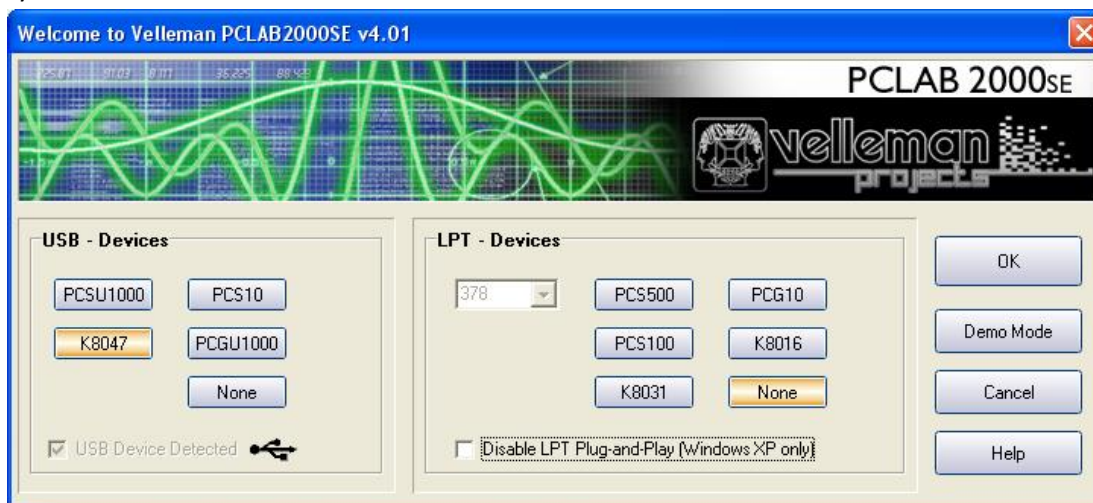 Welcome to Velleman PCLAB2000SE v4.01
PCLAB 2000SE
velleman
projects
USB - Devices
PCSU1000
PCS10
K8047
PCGU1000
None
USB Device Detected
LPT - Devices
378
PCS500
PCG10
PCS100
K8016
K8031
None
Disable LPT Plug-and-Play (Windows XP only)
OK
Demo Mode
Cancel
Help